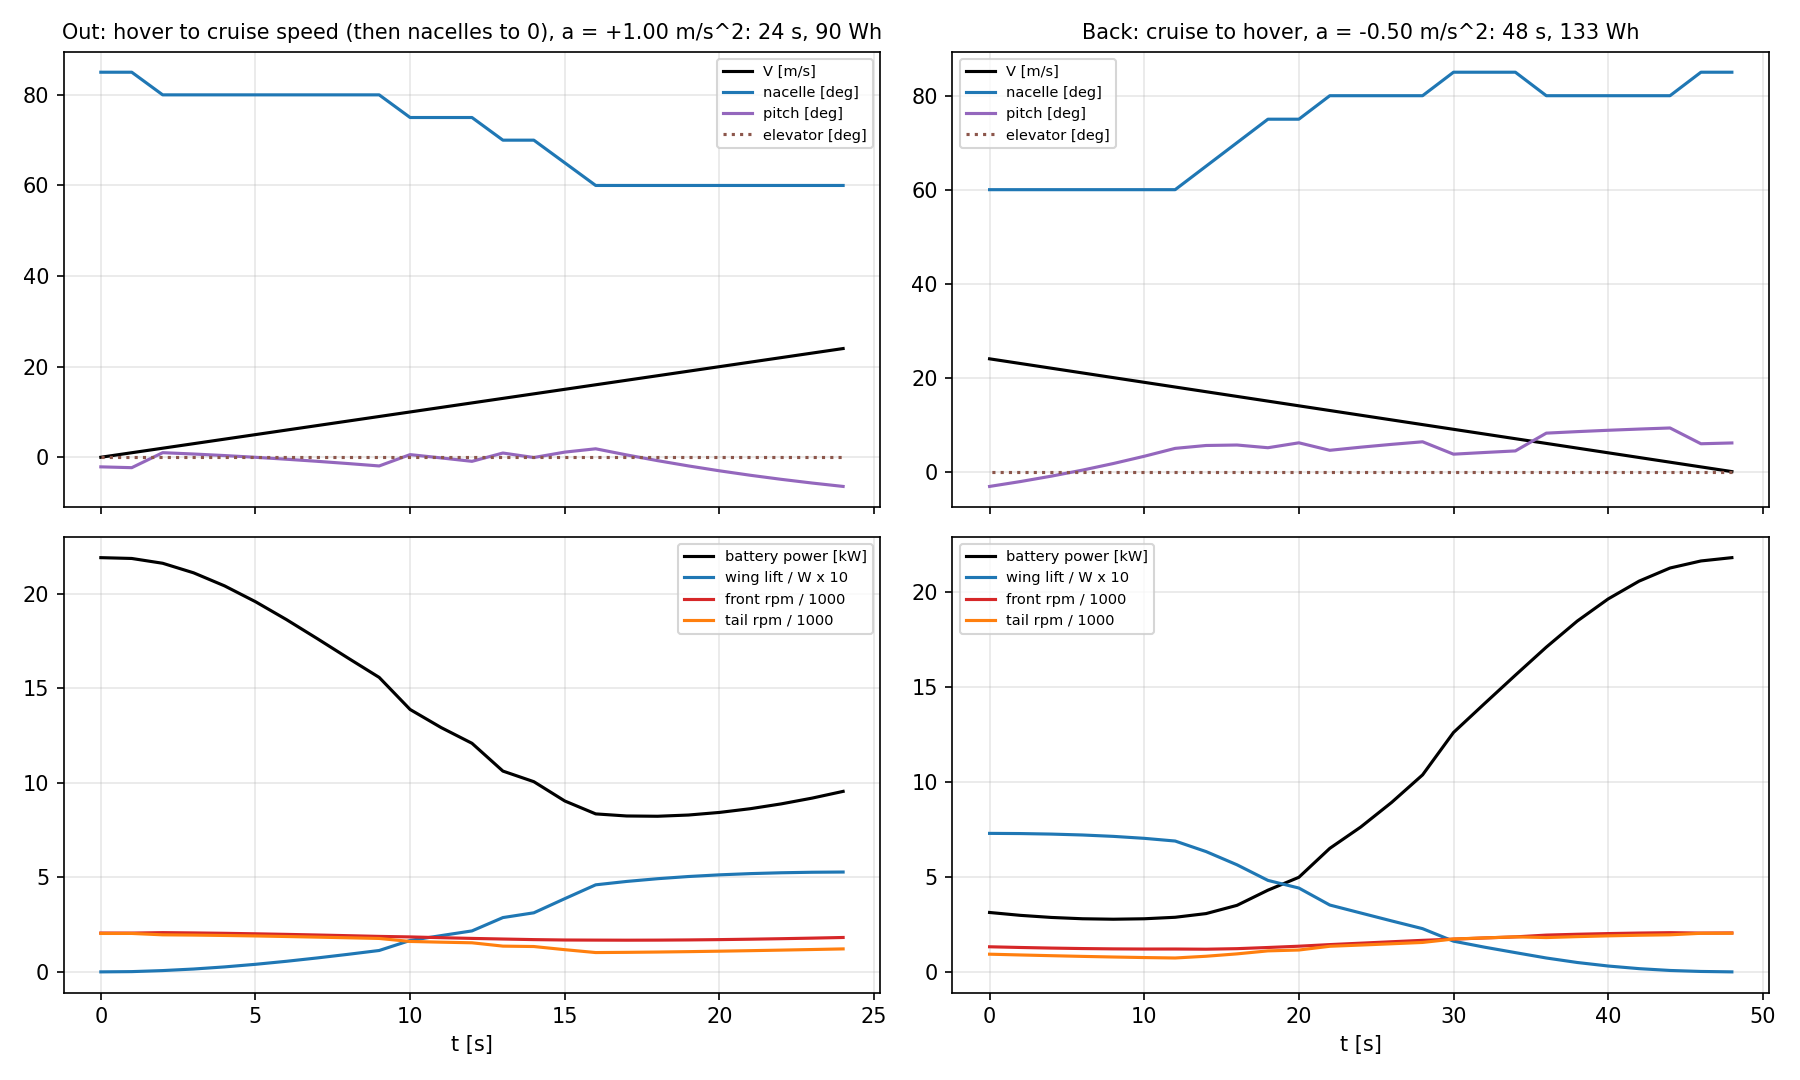 Out: hover to cruise speed (then nacelles to 0), a = +1.00 m/s^2: 24 s, 90 Wh
V [m/s]
nacelle [deg]
pitch [deg]
elevator [deg]
80
60
40
20
0
Back: cruise to hover, a = -0.50 m/s^2: 48 s, 133 Wh
V [m/s]
nacelle [deg]
pitch [deg]
elevator [deg]
80
60
40
20
0
battery power [kW]
wing lift / W x 10
front rpm / 1000
tail rpm / 1000
20
15
10
5
0
0 5 10 15 20 25
t [s]
battery power [kW]
wing lift / W x 10
front rpm / 1000
tail rpm / 1000
20
15
10
5
0
0 10 20 30 40 50
t [s]